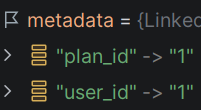 metadata = {Linked
"plan_id" -> "1"
"user_id" -> "1"